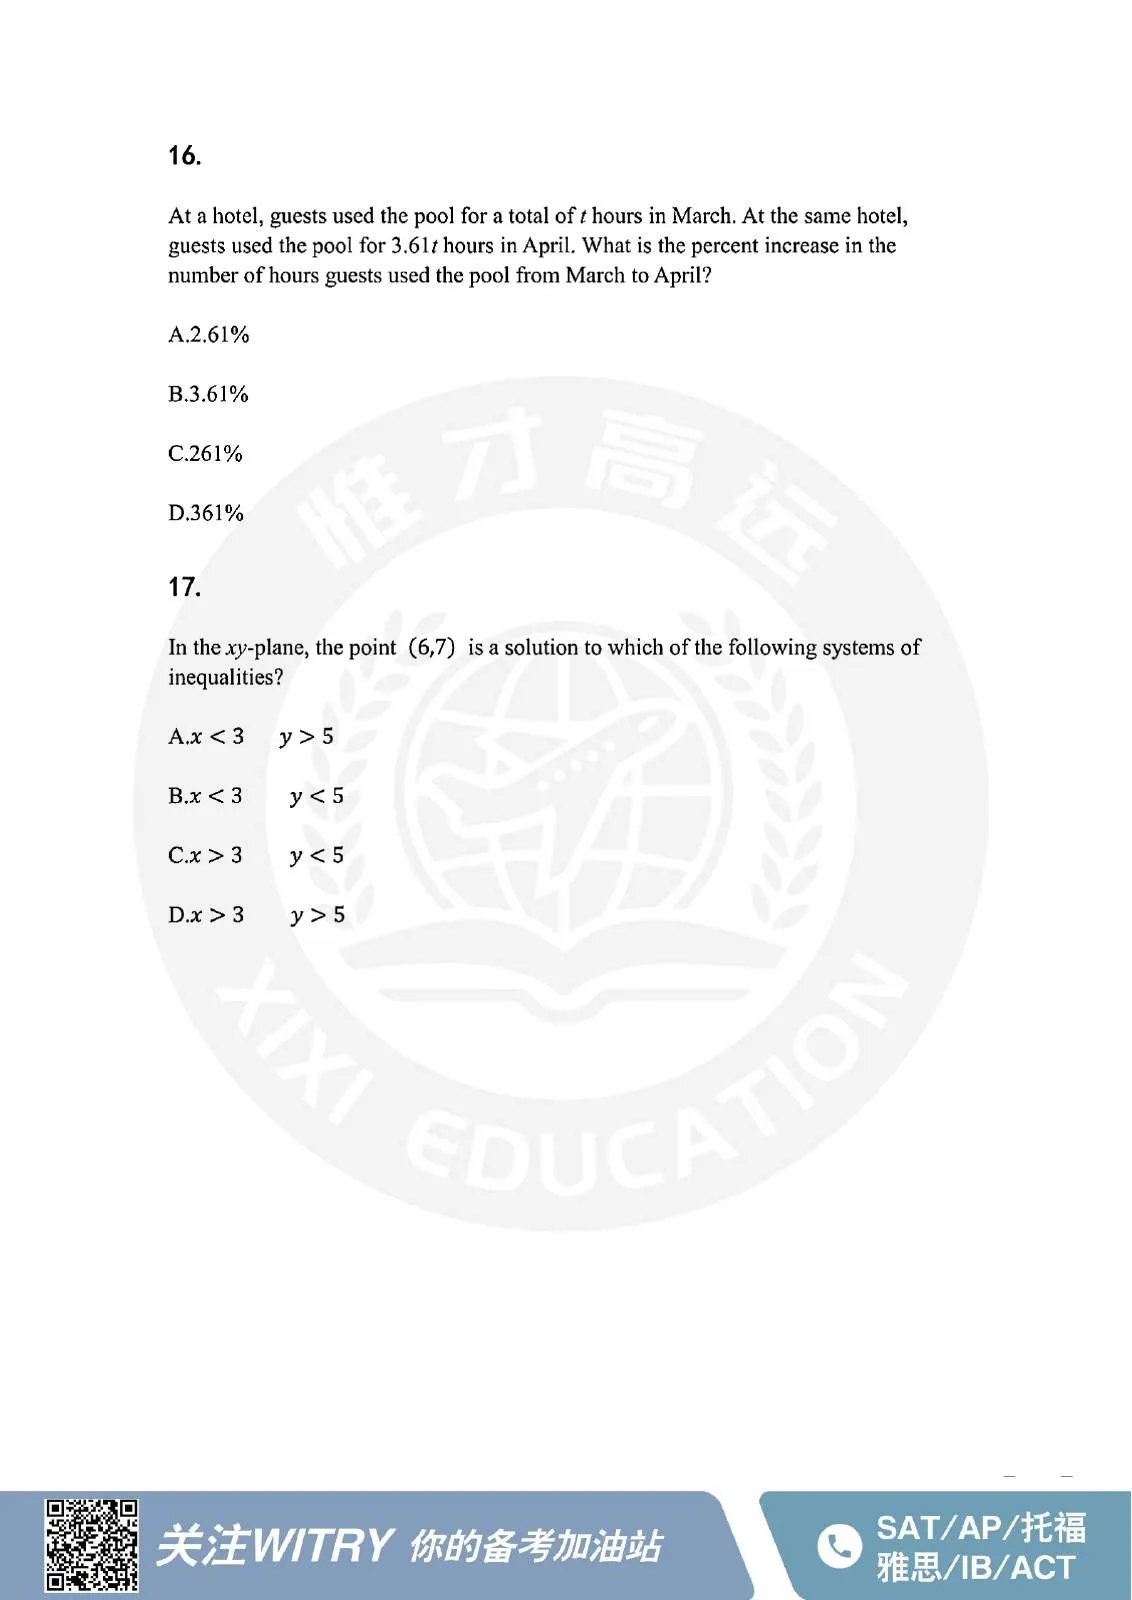 16.
At a hotel, guests used the pool for a total of t hours in March. At the same hotel,
guests used the pool for 3.61t hours in April. What is the percent increase in the
number of hours guests used the pool from March to April?
A.2.61%
B.3.61%
C.261%
D.361%
17.
In the xy-plane, the point (6,7) is a solution to which of the following systems of
inequalities?
A.x < 3 y > 5
B.x < 3 y < 5
C.x > 3 y < 5
D.x > 3 y > 5
惟才高远
XIXI EDUCATION
关注WITRY 你的备考加油站
SAT/AP/托福
雅思/IB/ACT